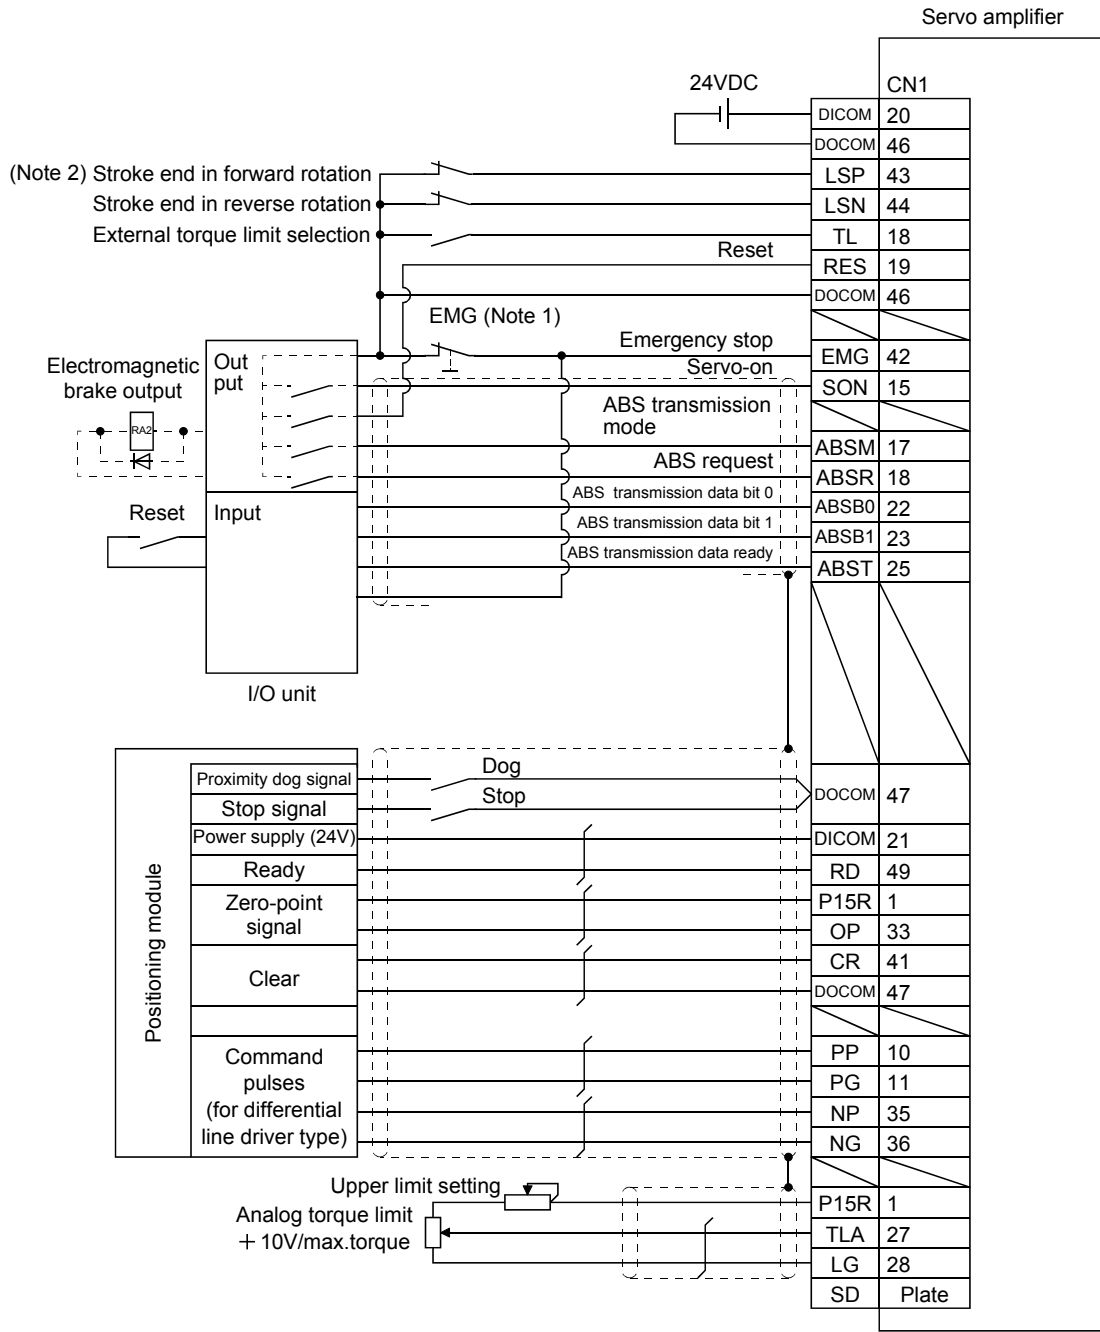 Servo amplifier
24VDC
CN1
DICOM 20
DOCOM 46
(Note 2) Stroke end in forward rotation
LSP 43
Stroke end in reverse rotation
LSN 44
External torque limit selection
TL 18
Reset
RES 19
DOCOM 46
EMG (Note 1)
Emergency stop
EMG 42
Electromagnetic
brake output
RA2
Out
put
Servo-on
SON 15
ABS transmission
mode
ABSM 17
ABS request
ABSR 18
ABS transmission data bit 0
ABSB0 22
Reset
Input
ABS transmission data bit 1
ABSB1 23
ABS transmission data ready
ABST 25
I/O unit
Positioning module
Proximity dog signal
Dog
Stop signal
Stop
DOCOM 47
Power supply (24V)
DICOM 21
Ready
RD 49
Zero-point
signal
P15R 1
OP 33
Clear
CR 41
DOCOM 47
Command
pulses
(for differential
line driver type)
PP 10
PG 11
NP 35
NG 36
Upper limit setting
P15R 1
Analog torque limit
+10V/max.torque
TLA 27
LG 28
SD Plate